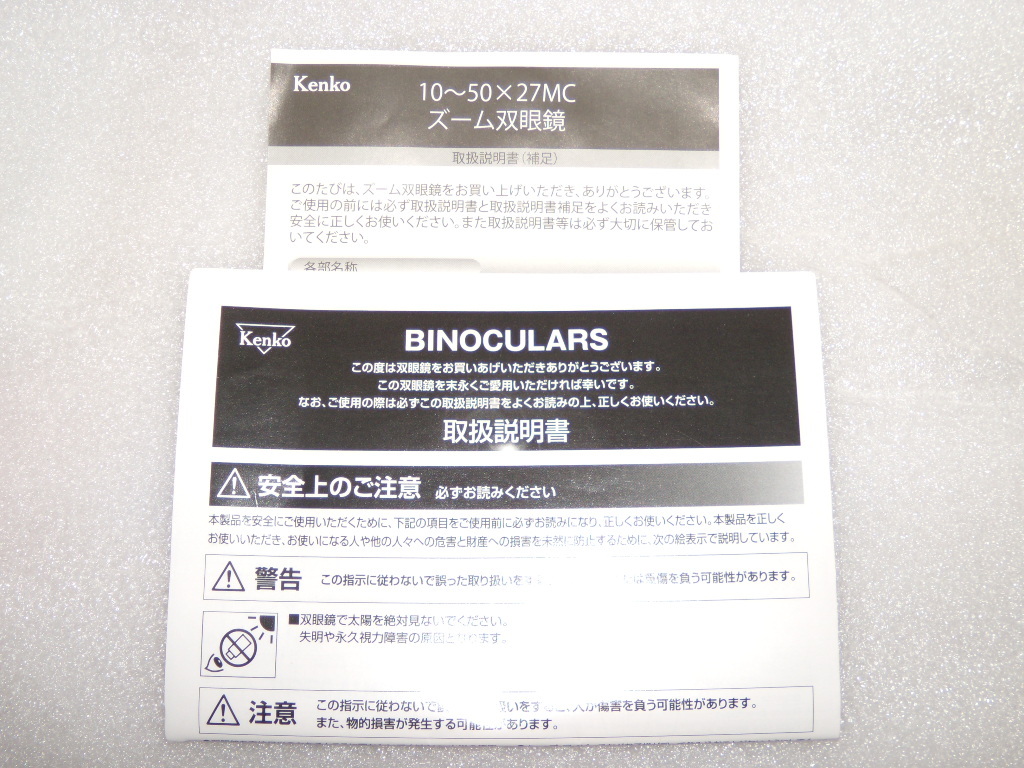 Kenko
10～50×27MC
ズーム双眼鏡
取扱説明書(補足)
このたびは、ズーム双眼鏡をお買い上げいただき、ありがとうございます。
ご使用の前には必ず取扱説明書と取扱説明書補足をよくお読みいただき
安全に正しくお使いください。また取扱説明書等は必ず大切に保管してお
いてください。
各部名称
Kenko
BINOCULARS
この度は双眼鏡をお買いあげいただきありがとうございます。
この双眼鏡を末永くご愛用いただければ幸いです。
なお、ご使用の際は必ずこの取扱説明書をよくお読みの上、正しくお使いください。
取扱説明書
安全上のご注意 必ずお読みください
本製品を安全にご使用いただくために、下記の項目をご使用前に必ずお読みになり、正しくお使いください。本製品を正しく
お使いいただき、お使いになる人や他の人々への危害と財産への損害を未然に防止するために、次の絵表示で説明しています。
警告 この指示に従わないで誤った取り扱いを は重傷を負う可能性があります。
■双眼鏡で太陽を絶対見ないでください。
失明や永久視力障害の原因となります。
注意 この指示に従わないで 扱いをすると、人が傷害を負う可能性があります。
また、物的損害が発生する可能性があります。